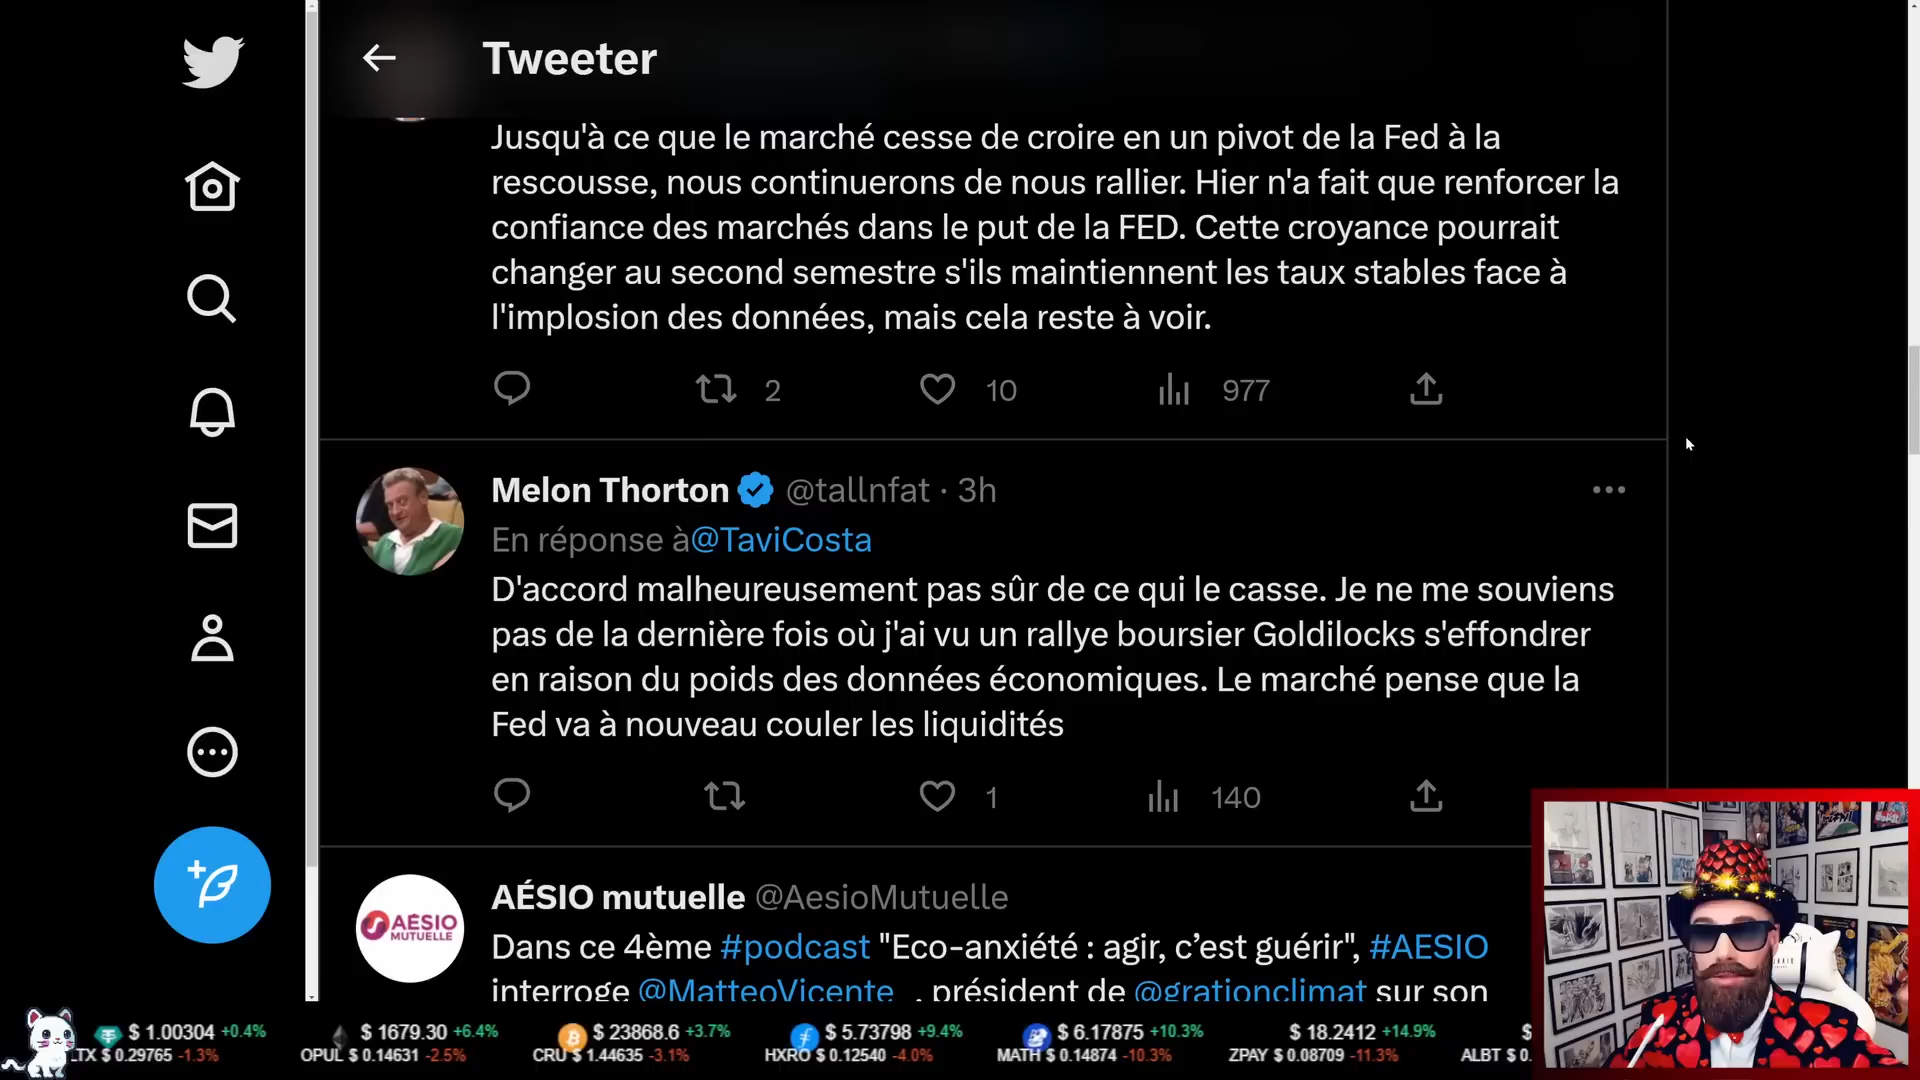 Tweeter
Jusqu'à ce que le marché cesse de croire en un pivot de la Fed à la
rescousse, nous continuerons de nous rallier. Hier n'a fait que renforcer la
confiance des marchés dans le put de la FED. Cette croyance pourrait
changer au second semestre s'ils maintiennent les taux stables face à
l'implosion des données, mais cela reste à voir.
2 10 977
Melon Thorton @tallnfat · 3h
En réponse à@TaviCosta
D'accord malheureusement pas sûr de ce qui le casse. Je ne me souviens
pas de la dernière fois où j'ai vu un rallye boursier Goldilocks s'effondrer
en raison du poids des données économiques. Le marché pense que la
Fed va à nouveau couler les liquidités
1 140
AÉSIO
MUTUELLE
AÉSIO mutuelle @AesioMutuelle
Dans ce 4ème #podcast "Eco-anxiété : agir, c’est guérir", #AESIO
interroge @MatteoVicente_, président de @grationclimat sur son
$ 1.00304 +0.4% $ 1679.30 +6.4% $ 23868.6 +3.7% $ 5.73798 +9.4% $ 6.17875 +10.3% $ 18.2412 +14.9% $
LTX $ 0.29765 -1.3% OPUL $ 0.14631 -2.5% CRU $ 1.44635 -3.1% HXRO $ 0.12540 -4.0% MATH $ 0.14874 -10.3% ZPAY $ 0.08709 -11.3% ALBT $ 0.